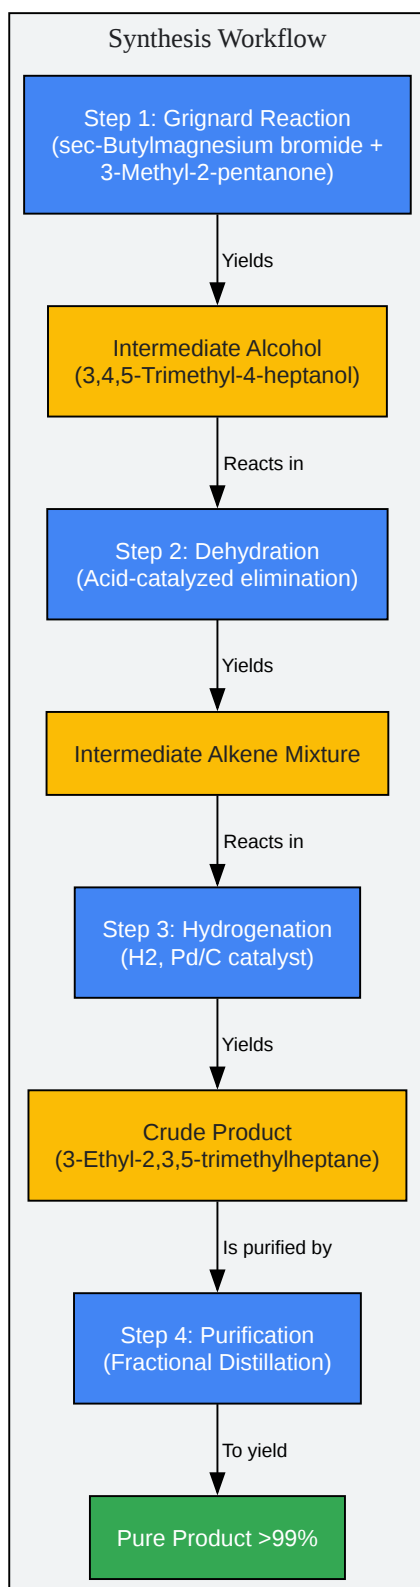 Synthesis Workflow
Step 1: Grignard Reaction
(sec-Butylmagnesium bromide +
3-Methyl-2-pentanone)
Yields
Intermediate Alcohol
(3,4,5-Trimethyl-4-heptanol)
Reacts in
Step 2: Dehydration
(Acid-catalyzed elimination)
Yields
Intermediate Alkene Mixture
Reacts in
Step 3: Hydrogenation
(H2, Pd/C catalyst)
Yields
Crude Product
(3-Ethyl-2,3,5-trimethylheptane)
Is purified by
Step 4: Purification
(Fractional Distillation)
To yield
Pure Product >99%